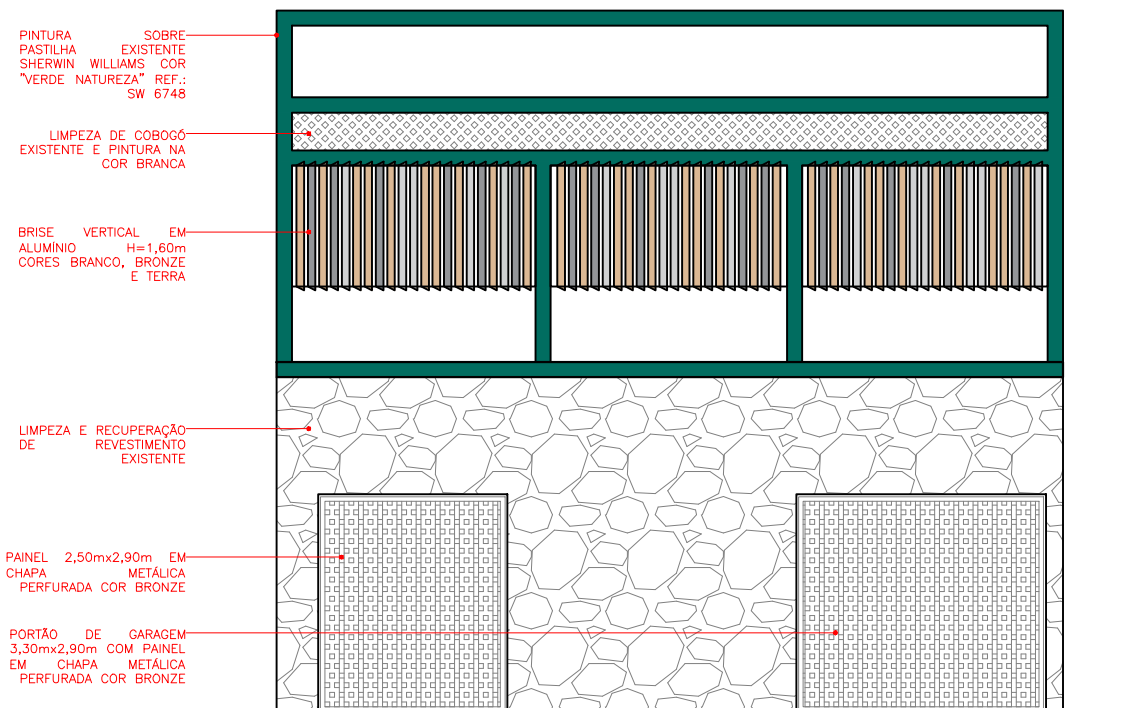 PINTURA SOBRE
PASTILHA EXISTENTE
SHERWIN WILLIAMS COR
"VERDE NATUREZA" REF.:
SW 6748
LIMPEZA DE COBOGÓ
EXISTENTE E PINTURA NA
COR BRANCA
BRISE VERTICAL EM
ALUMÍNIO H=1,60m
CORES BRANCO, BRONZE
E TERRA
LIMPEZA E RECUPERAÇÃO
DE REVESTIMENTO
EXISTENTE
PAINEL 2,50mx2,90m EM
CHAPA METÁLICA
PERFURADA COR BRONZE
PORTÃO DE GARAGEM
3,30mx2,90m COM PAINEL
EM CHAPA METÁLICA
PERFURADA COR BRONZE